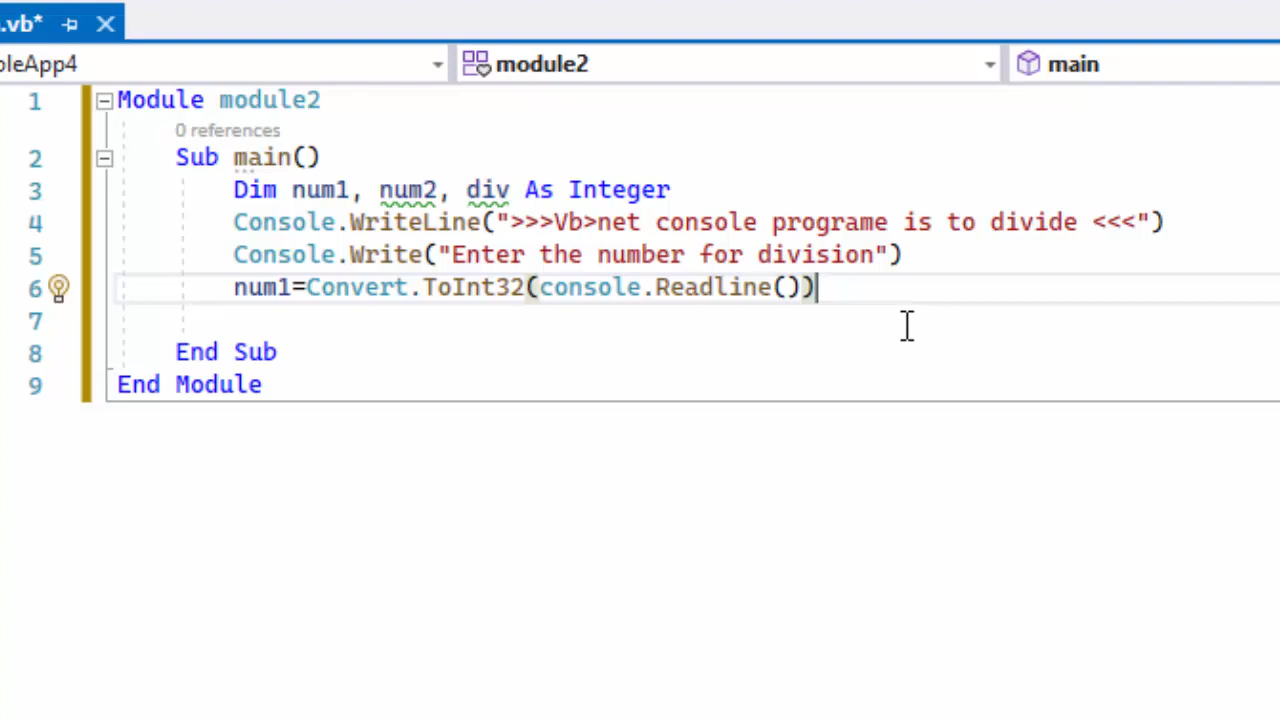 .vb*
oleApp4
module2
main
1 Module module2
0 references
2 Sub main()
3 Dim num1, num2, div As Integer
4 Console.WriteLine(">>>Vb>net console programe is to divide <<<")
5 Console.Write("Enter the number for division")
6 num1=Convert.ToInt32(console.Readline())
7
8 End Sub
9 End Module